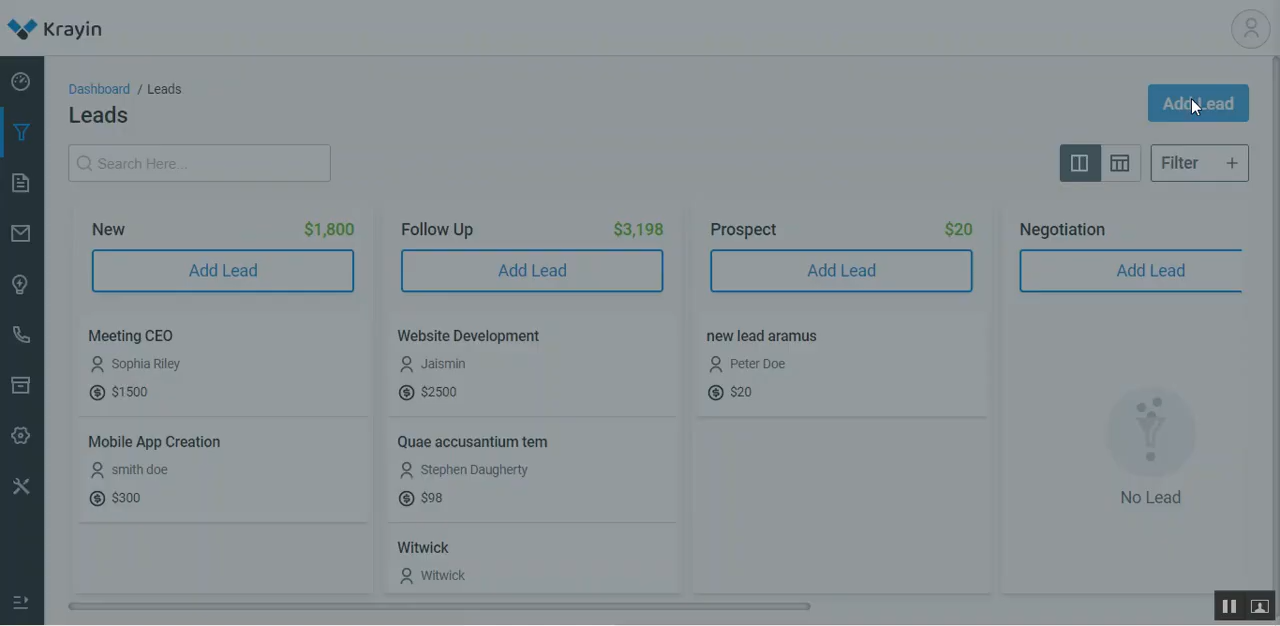 Krayin
Dashboard / Leads
Leads
Add Lead
Search Here...
Filter +
New $1,800
Add Lead
Meeting CEO
Sophia Riley
$1500
Mobile App Creation
smith doe
$300
Follow Up $3,198
Add Lead
Website Development
Jaismin
$2500
Quae accusantium tem
Stephen Daugherty
$98
Witwick
Witwick
Prospect $20
Add Lead
new lead aramus
Peter Doe
$20
Negotiation
Add Lead
No Lead